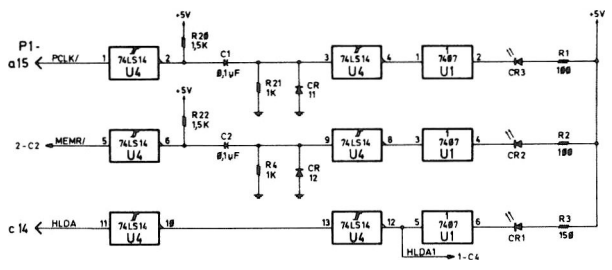 +5V +5V
P1- R20 1,5K
a15 PCLK/ 1 74LS14 U4 2 C1 0,1µF 3 74LS14 U4 4 1 7407 U1 2 CR3 R1 100
R21 1K CR 11
+5V
R22 1,5K
2-C2 MEMR/ 5 74LS14 U4 6 C2 0,1µF 9 74LS14 U4 8 3 7407 U1 4 CR2 R2 100
R4 1K CR 12
c14 HLDA 11 74LS14 U4 10 13 74LS14 U4 12 5 7407 U1 6 CR1 R3 150
HLDA1 1-C4